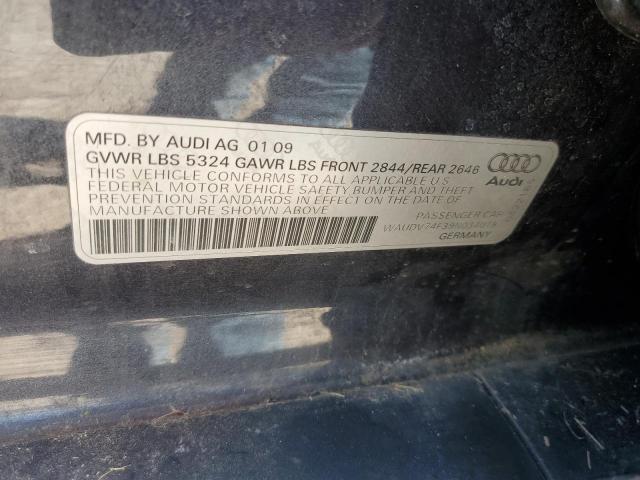 MFD. BY AUDI AG 01 09
GVWR LBS 5324 GAWR LBS FRONT 2844/REAR 2646
THIS VEHICLE CONFORMS TO ALL APPLICABLE U.S.
FEDERAL MOTOR VEHICLE SAFETY BUMPER AND THEFT
PREVENTION STANDARDS IN EFFECT ON THE DATE OF
MANUFACTURE SHOWN ABOVE
Audi
PASSENGER CAR
GERMANY